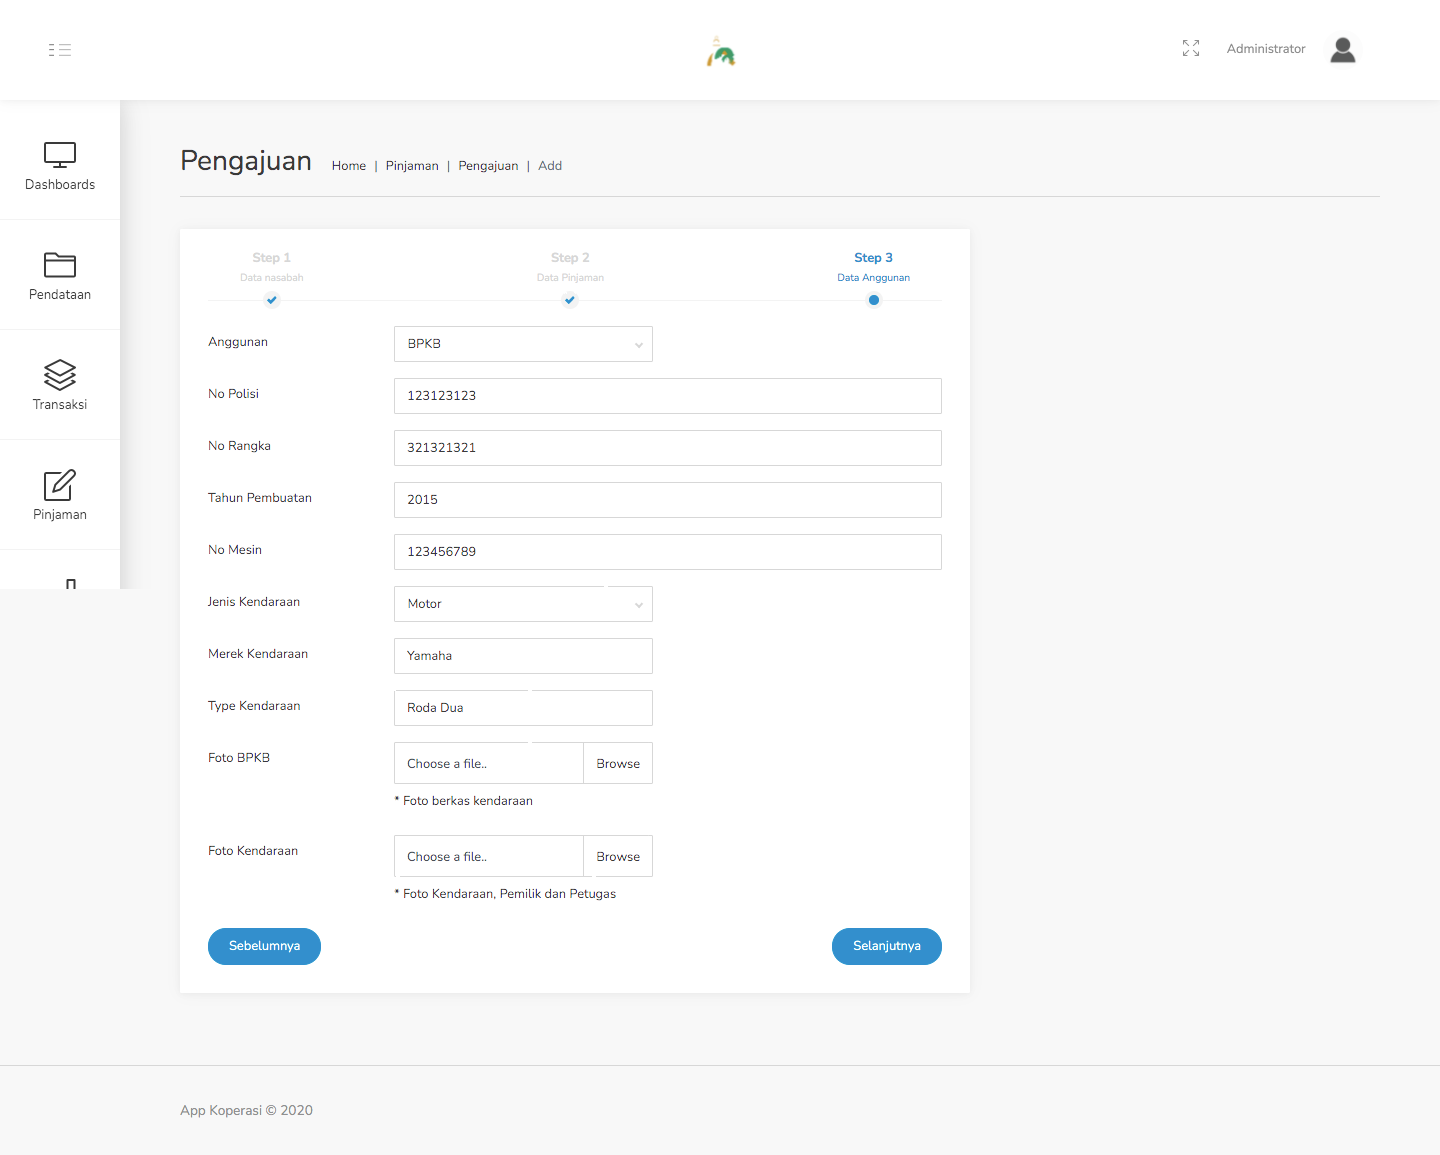 Administrator
Dashboards
Pendataan
Transaksi
Pinjaman
Pengajuan Home | Pinjaman | Pengajuan | Add
Step 1 Step 2 Step 3
Data nasabah Data Pinjaman Data Anggunan
Anggunan BPKB
No Polisi 123123123
No Rangka 321321321
Tahun Pembuatan 2015
No Mesin 123456789
Jenis Kendaraan Motor
Merek Kendaraan Yamaha
Type Kendaraan Roda Dua
Foto BPKB Choose a file.. Browse
* Foto berkas kendaraan
Foto Kendaraan Choose a file.. Browse
* Foto Kendaraan, Pemilik dan Petugas
Sebelumnya Selanjutnya
App Koperasi © 2020